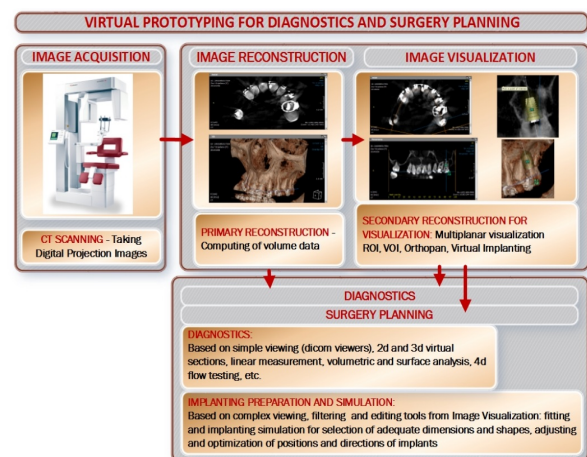 VIRTUAL PROTOTYPING FOR DIAGNOSTICS AND SURGERY PLANNING
IMAGE ACQUISITION
CT SCANNING - Taking
Digital Projection Images
IMAGE RECONSTRUCTION
PRIMARY RECONSTRUCTION -
Computing of volume data
IMAGE VISUALIZATION
SECONDARY RECONSTRUCTION FOR
VISUALIZATION: Multiplanar visualization
ROI, VOI, Orthopan, Virtual Implanting
DIAGNOSTICS
SURGERY PLANNING
DIAGNOSTICS:
Based on simple viewing (dicom viewers), 2d and 3d virtual
sections, linear measurement, volumetric and surface analysis, 4d
flow testing, etc.
IMPLANTING PREPARATION AND SIMULATION:
Based on complex viewing, filtering and editing tools from Image Visualization: fitting
and implanting simulation for selection of adequate dimensions and shapes, adjusting
and optimization of positions and directions of implants